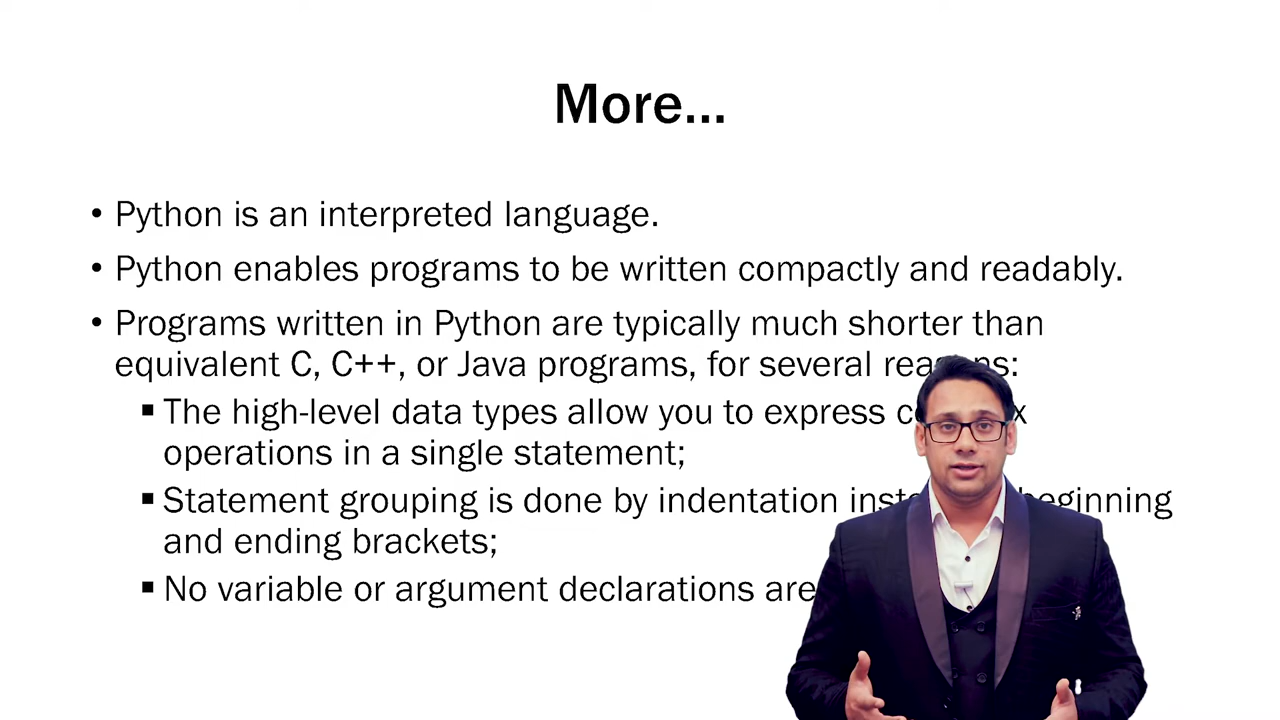 More...
• Python is an interpreted language.
• Python enables programs to be written compactly and readably.
• Programs written in Python are typically much shorter than
equivalent C, C++, or Java programs, for several
▪ The high-level data types allow you to express
operations in a single statement;
▪ Statement grouping is done by indentation beginning
and ending brackets;
▪ No variable or argument declarations are